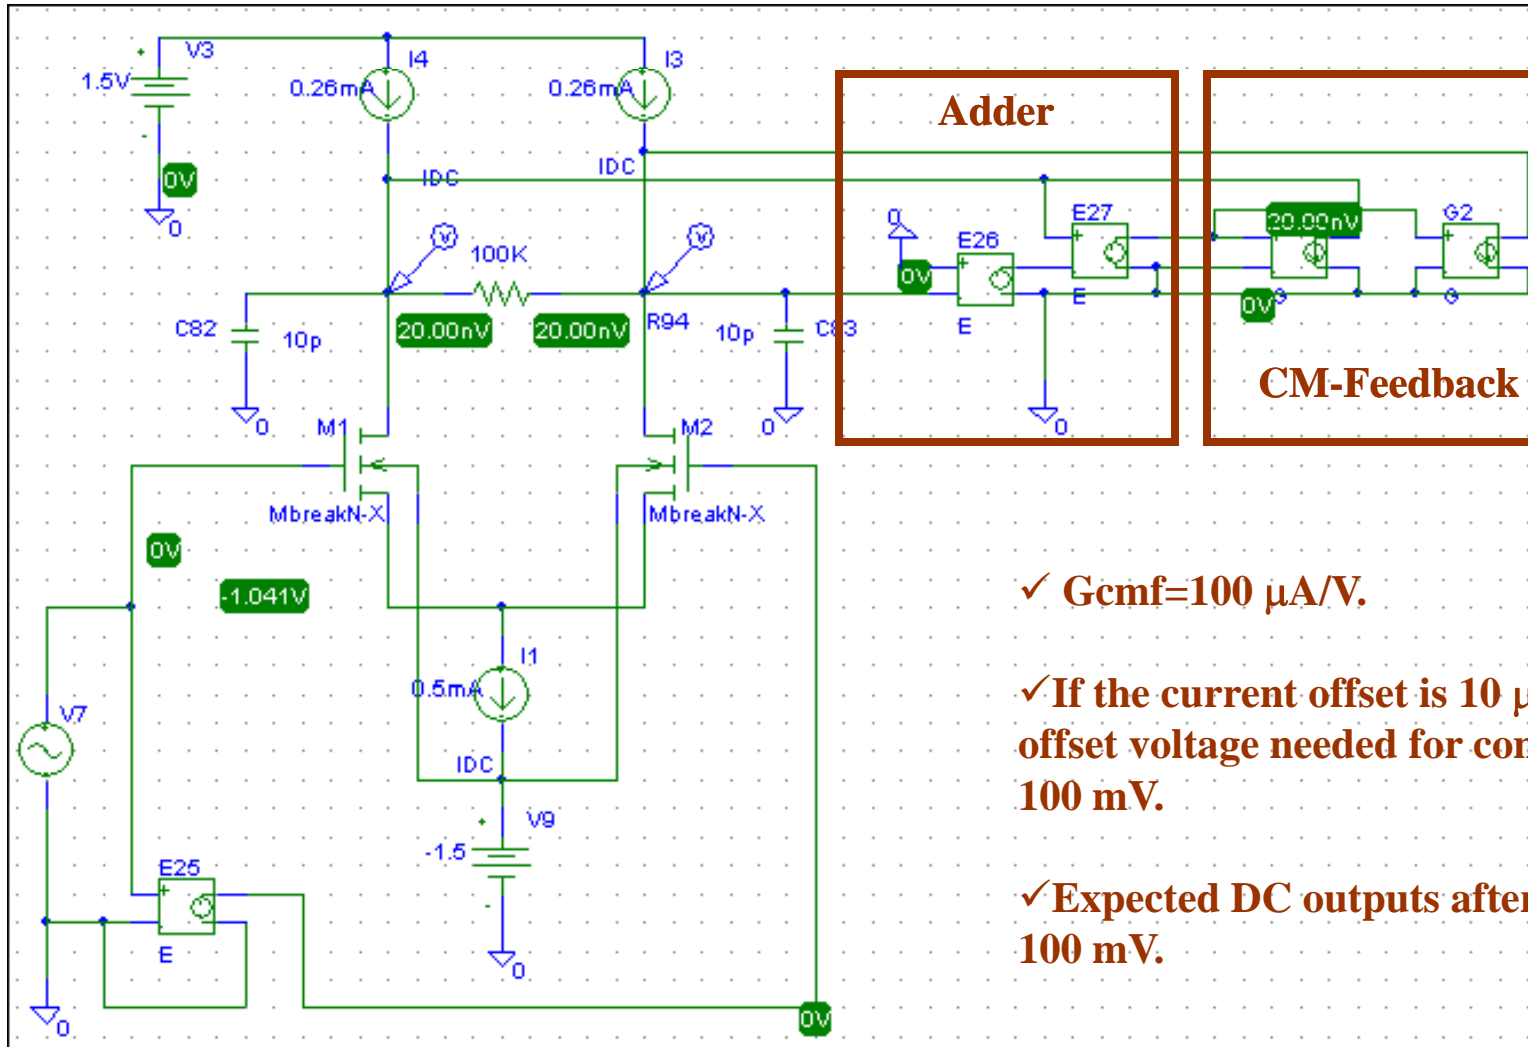 V3
1.5V
0V
0
I4
0.26mA
IDC
I3
0.26mA
IDC
100K
R94
20.00nV
20.00nV
C82
10p
0
10p
C83
0
M1
MbreakN-X
M2
MbreakN-X
0V
-1.041V
I1
0.5mA
IDC
V9
-1.5
0
V7
0
E25
E
0V
Adder
0
0V
E26
E
E27
E
0
20.00nV
G
G2
G
0V
CM-Feedback
✓ Gcmf=100 μA/V.
✓If the current offset is 10 μ
offset voltage needed for
100 mV.
✓Expected DC outputs after
100 mV.